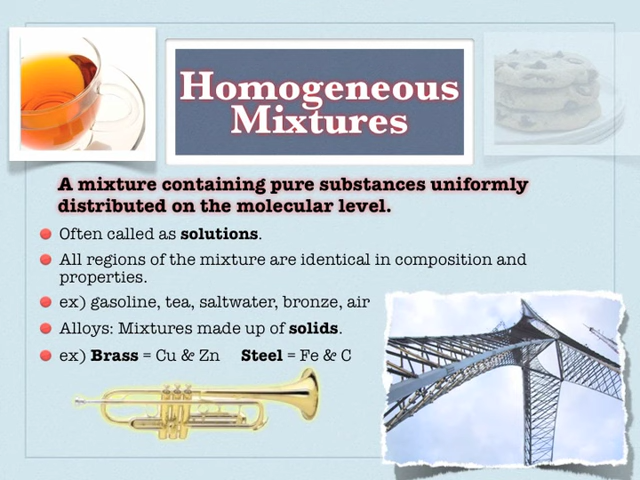 Homogeneous
Mixtures
A mixture containing pure substances uniformly
distributed on the molecular level.
Often called as solutions.
All regions of the mixture are identical in composition and
properties.
ex) gasoline, tea, saltwater, bronze, air
Alloys: Mixtures made up of solids.
ex) Brass = Cu & Zn Steel = Fe & C